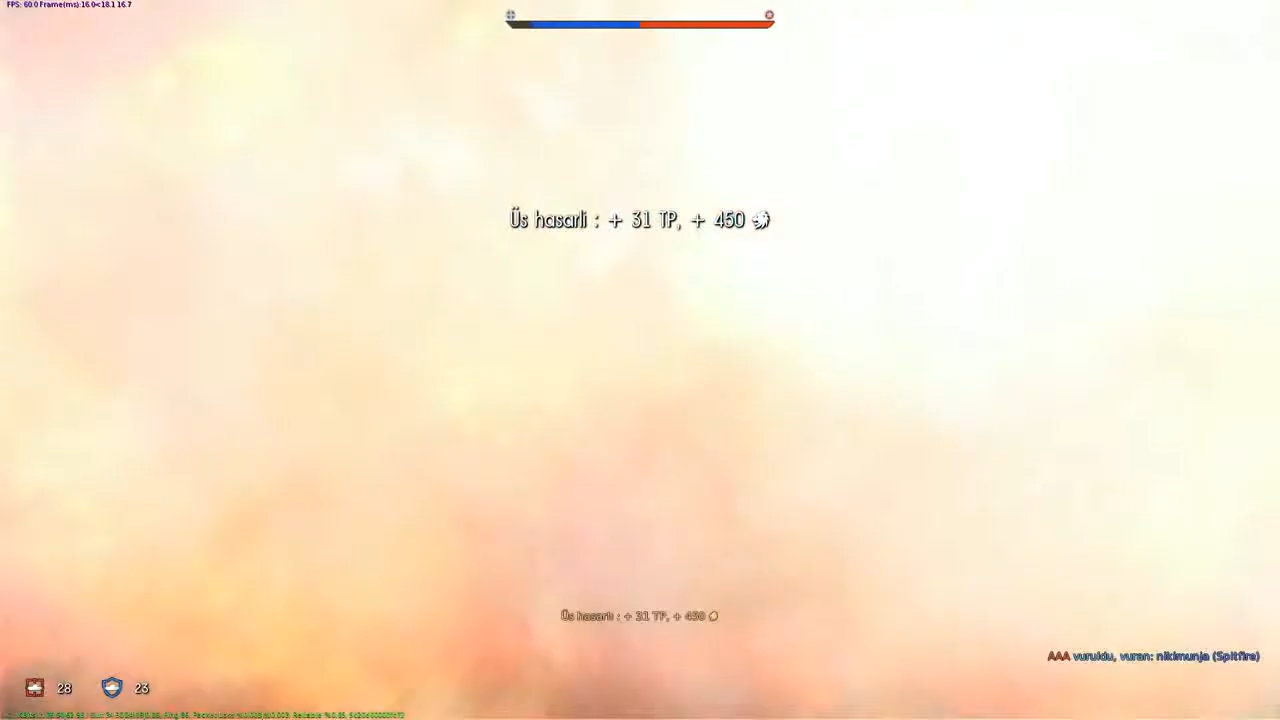 FPS: 60.0 Frame(ms):16.0<18.1 16.7
Üs hasarli : + 31 TP, + 450
Üs hasarlı : + 31 TP, + 450
AAA vuruldu, vuran: nikimunja (Spitfire)
28 23